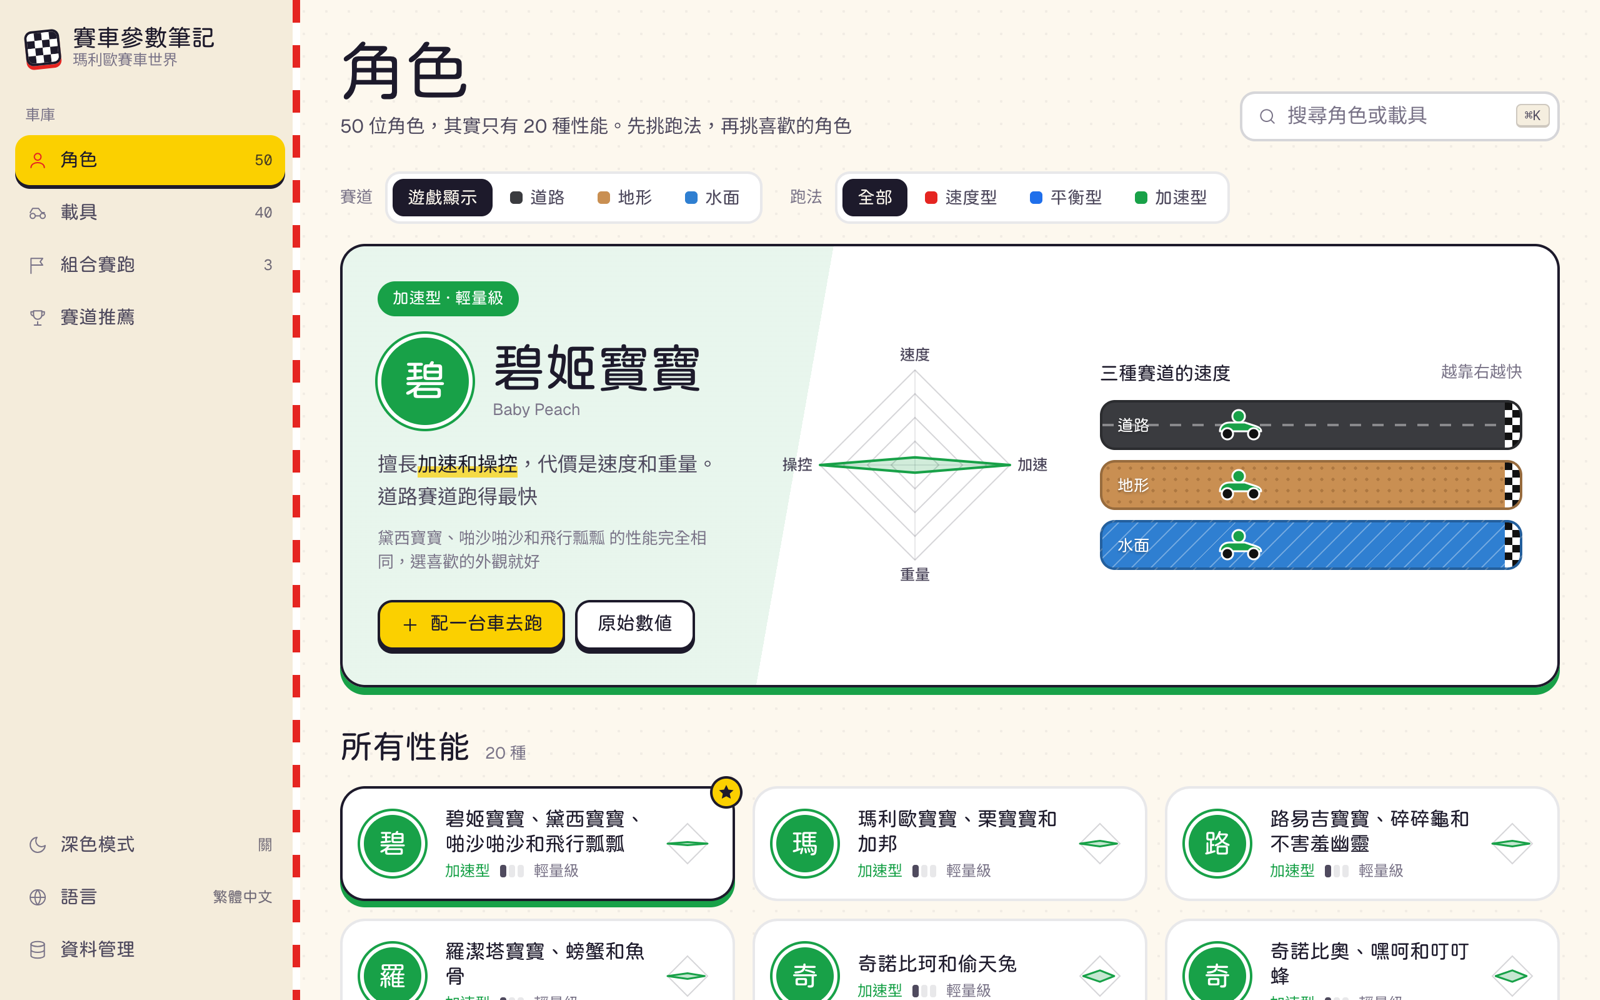 賽車參數筆記
瑪利歐賽車世界
車庫
角色 50
載具 40
組合賽跑 3
賽道推薦
深色模式 關
語言 繁體中文
資料管理
角色
50 位角色，其實只有 20 種性能。先挑跑法，再挑喜歡的角色
搜尋角色或載具 ⌘K
賽道 遊戲顯示 道路 地形 水面 跑法 全部 速度型 平衡型 加速型
加速型 · 輕量級
碧 碧姬寶寶
Baby Peach
擅長加速和操控，代價是速度和重量。
道路賽道跑得最快
黛西寶寶、啪沙啪沙和飛行瓢瓢 的性能完全相
同，選喜歡的外觀就好
配一台車去跑 原始數值
速度
操控 加速
重量
三種賽道的速度 越靠右越快
道路
地形
水面
所有性能 20 種
碧 碧姬寶寶、黛西寶寶、
啪沙啪沙和飛行瓢瓢
加速型 輕量級
瑪 瑪利歐寶寶、栗寶寶和
加邦
加速型 輕量級
路 路易吉寶寶、碎碎龜和
不害羞幽靈
加速型 輕量級
羅 羅潔塔寶寶、螃蟹和魚
骨
加速型 輕量級
奇 奇諾比珂和偷天兔
加速型 輕量級
奇 奇諾比奧、嘿呵和叮叮
蜂
加速型 輕量級